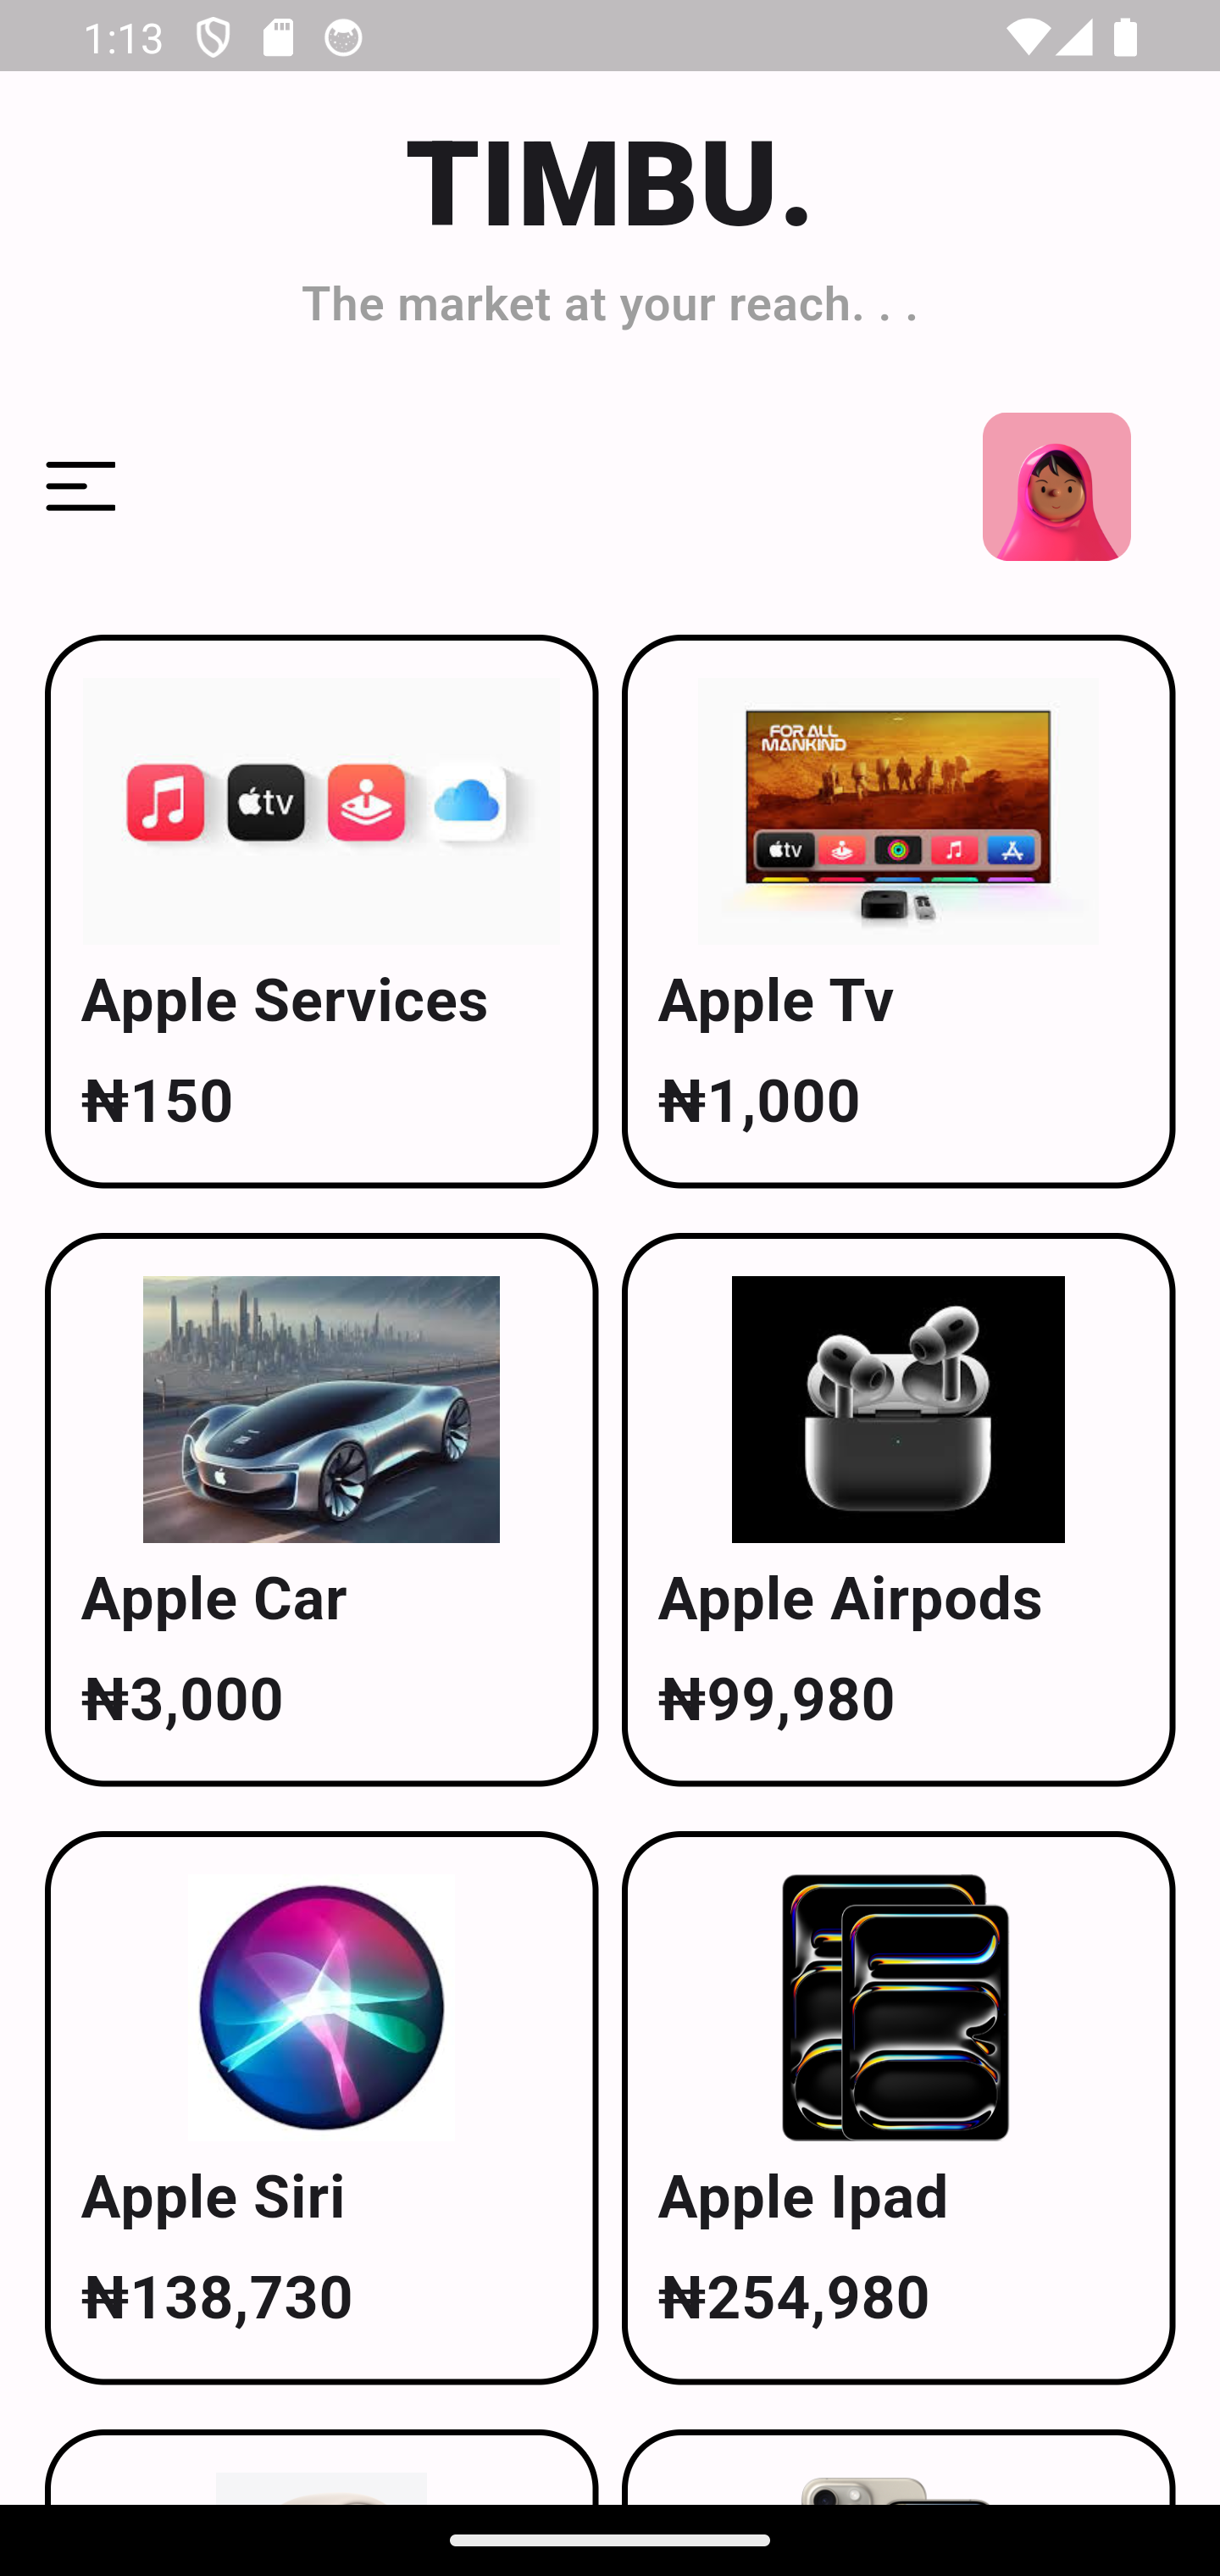 1:13
TIMBU.
The market at your reach. . .
tv
FOR ALL
MANKIND
tv
Apple Services
Apple Tv
₦150
₦1,000
Apple Car
Apple Airpods
₦3,000
₦99,980
Apple Siri
Apple Ipad
₦138,730
₦254,980